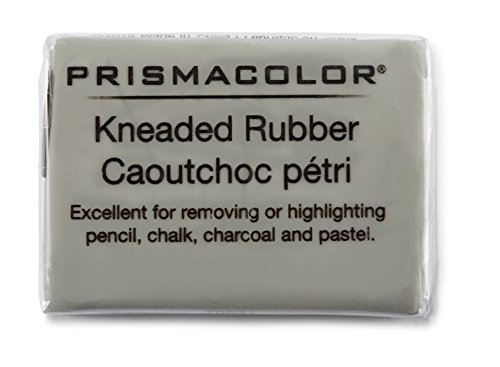 PRISMACOLOR®
Kneaded Rubber
Caoutchoc pétri
Excellent for removing or highlighting
pencil, chalk, charcoal and pastel.